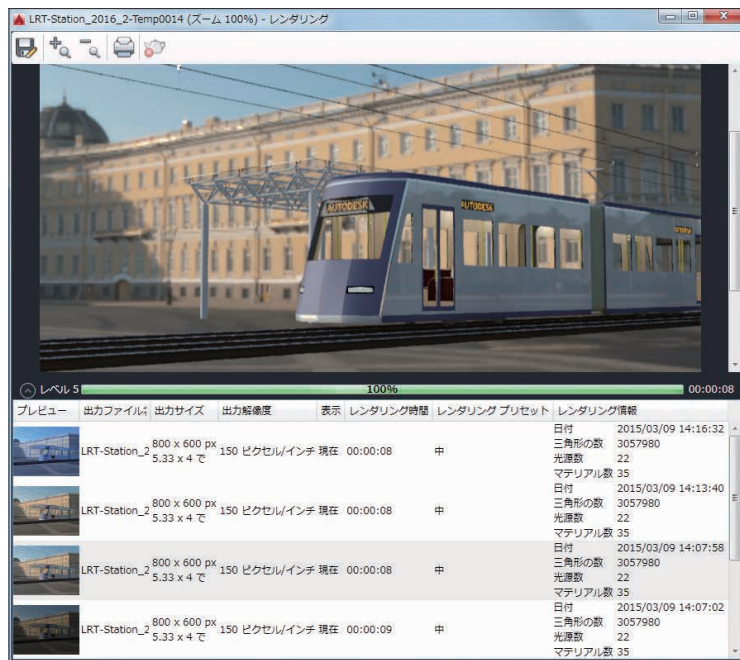 LRT-Station_2016_2-Temp0014 (ズーム 100%) - レンダリング
AUTODESK
AUTODESK
レベル 5
100%
00:00:08
プレビュー 出力ファイル 出力サイズ 出力解像度 表示 レンダリング時間 レンダリング プリセット レンダリング情報
LRT-Station_2 800 x 600 px 5.33 x 4 で 150 ピクセル/インチ 現在 00:00:08 中
日付 2015/03/09 14:16:32
三角形の数 3057980
光源数 22
マテリアル数 35
LRT-Station_2 800 x 600 px 5.33 x 4 で 150 ピクセル/インチ 現在 00:00:08 中
日付 2015/03/09 14:13:40
三角形の数 3057980
光源数 22
マテリアル数 35
LRT-Station_2 800 x 600 px 5.33 x 4 で 150 ピクセル/インチ 現在 00:00:08 中
日付 2015/03/09 14:07:58
三角形の数 3057980
光源数 22
マテリアル数 35
LRT-Station_2 800 x 600 px 5.33 x 4 で 150 ピクセル/インチ 現在 00:00:09 中
日付 2015/03/09 14:07:02
三角形の数 3057980
光源数 22
マテリアル数 35